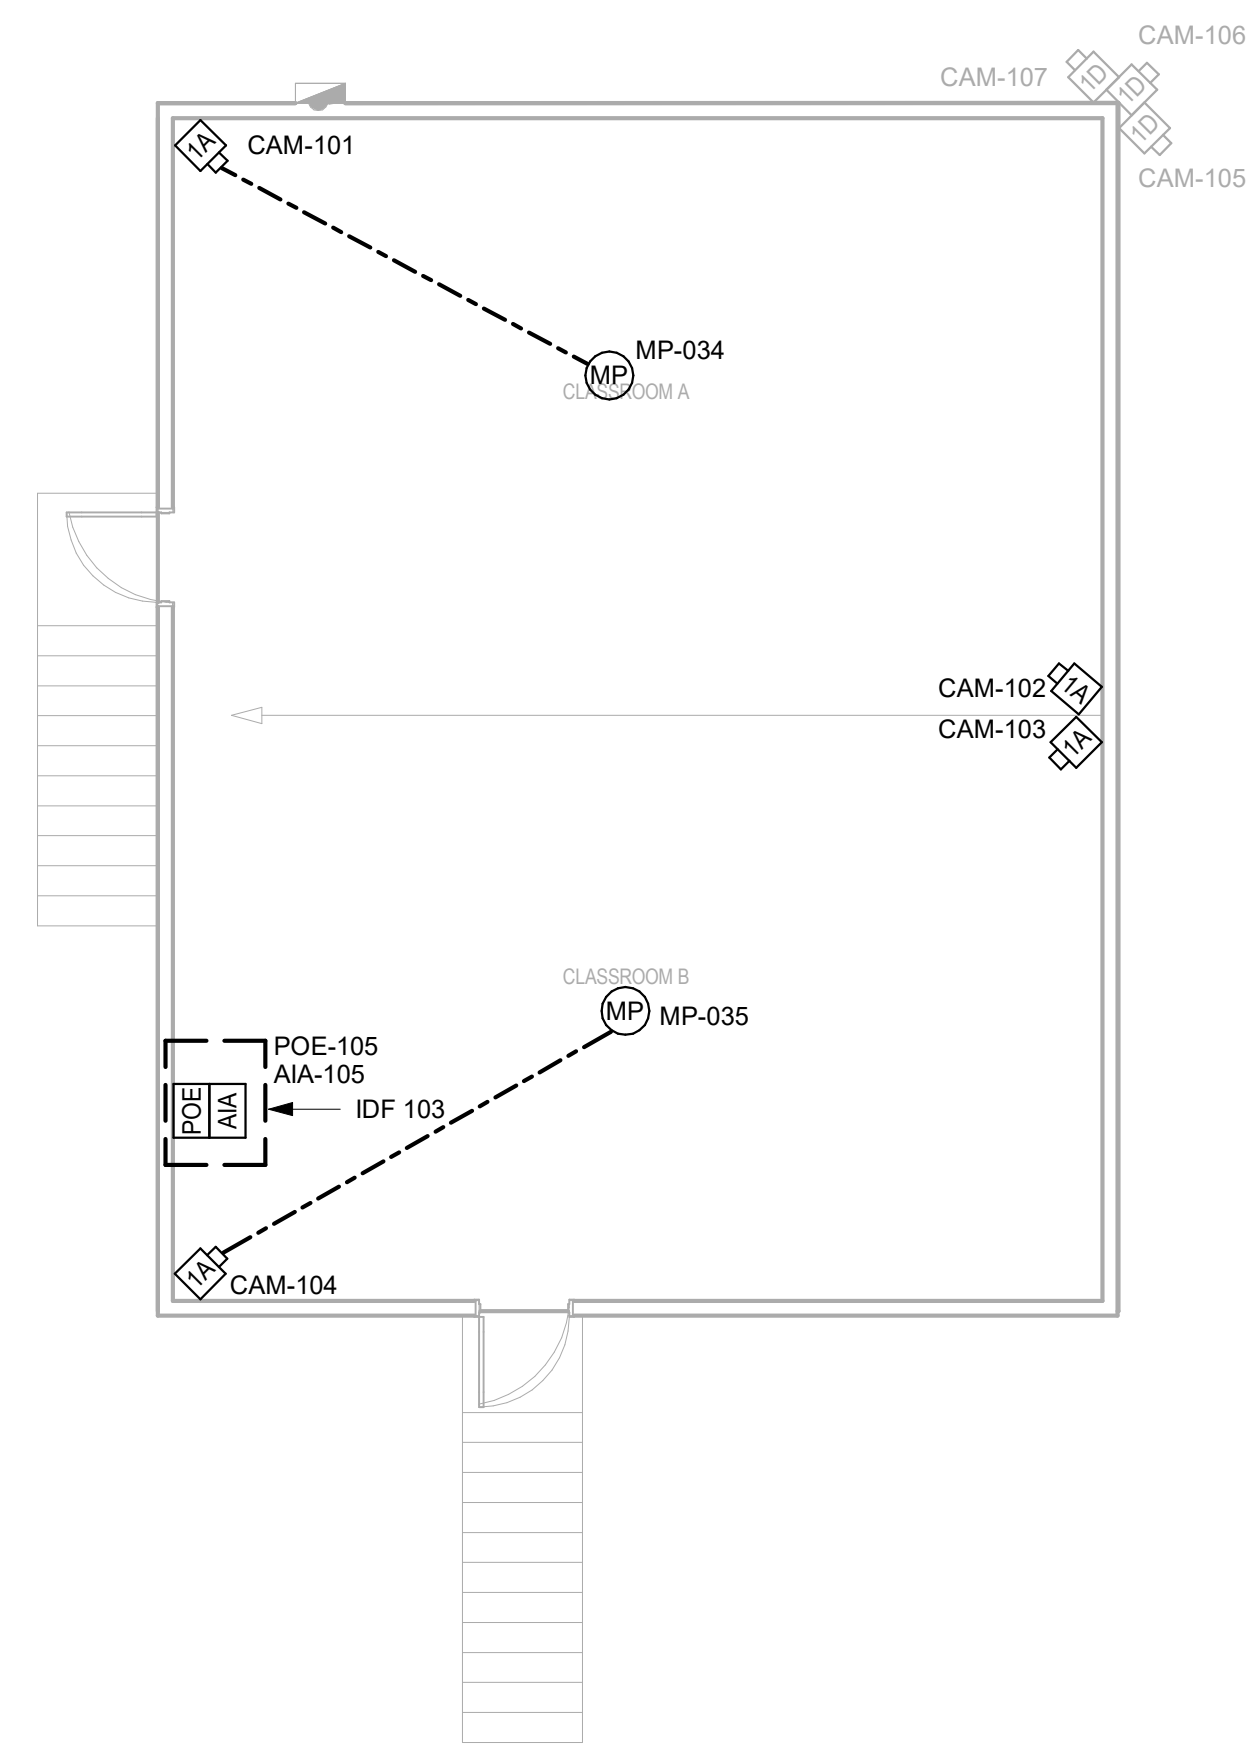 CAM-106
CAM-107
1D
1D
1D
CAM-105
1A
CAM-101
MP-034
MP
CLASSROOM A
CAM-102
1A
CAM-103
1A
CLASSROOM B
MP
MP-035
POE-105
AIA-105
POE
AIA
IDF 103
1A
CAM-104